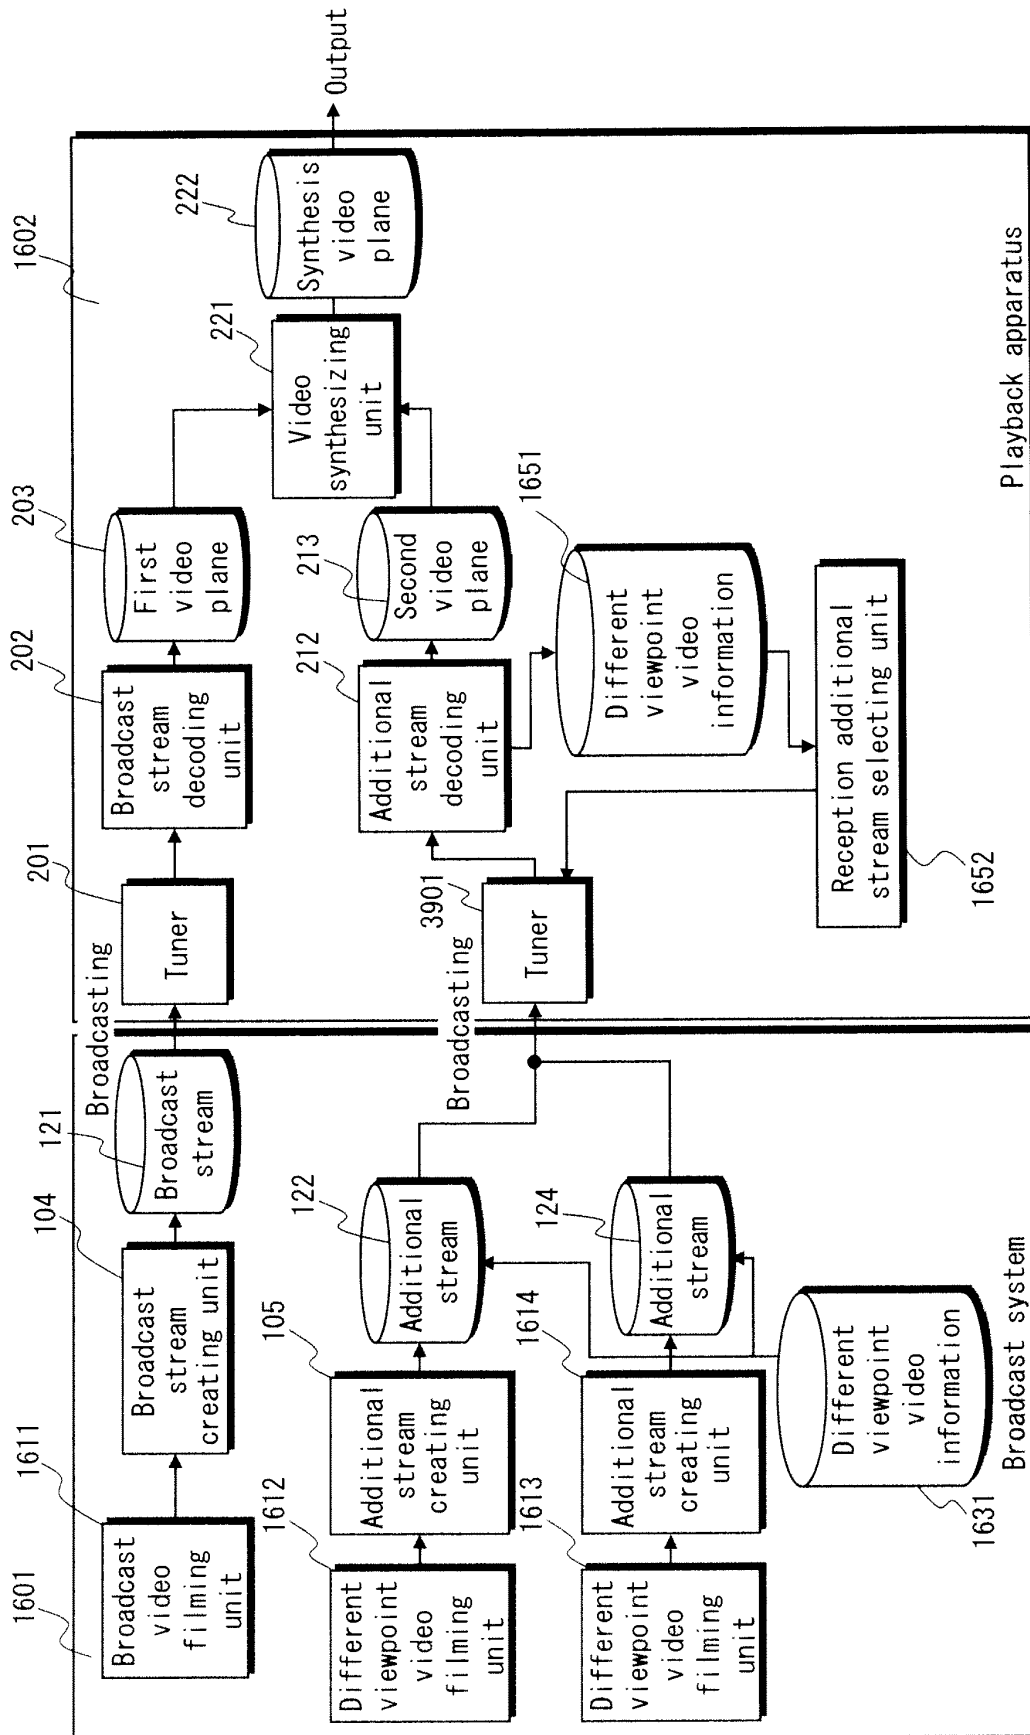 1601
1611
Broadcast
video
filming
unit
104
Broadcast
stream
creating unit
121
Broadcast
stream
Broadcasting
201
Tuner
202
Broadcast
stream
decoding
unit
203
First
video
plane
1602
221
Video
synthesizing
unit
222
Synthesis
video
plane
Output
1612
Different
viewpoint
video
filming
unit
105
Additional
stream
creating
unit
122
Additional
stream
Broadcasting
3901
Tuner
212
Additional
stream
decoding
unit
213
Second
video
plane
1613
Different
viewpoint
video
filming
unit
1614
Additional
stream
creating
unit
124
Additional
stream
1651
Different
viewpoint
video
information
Reception additional
stream selecting unit
1652
Different
viewpoint
video
information
1631
Broadcast system
Playback apparatus